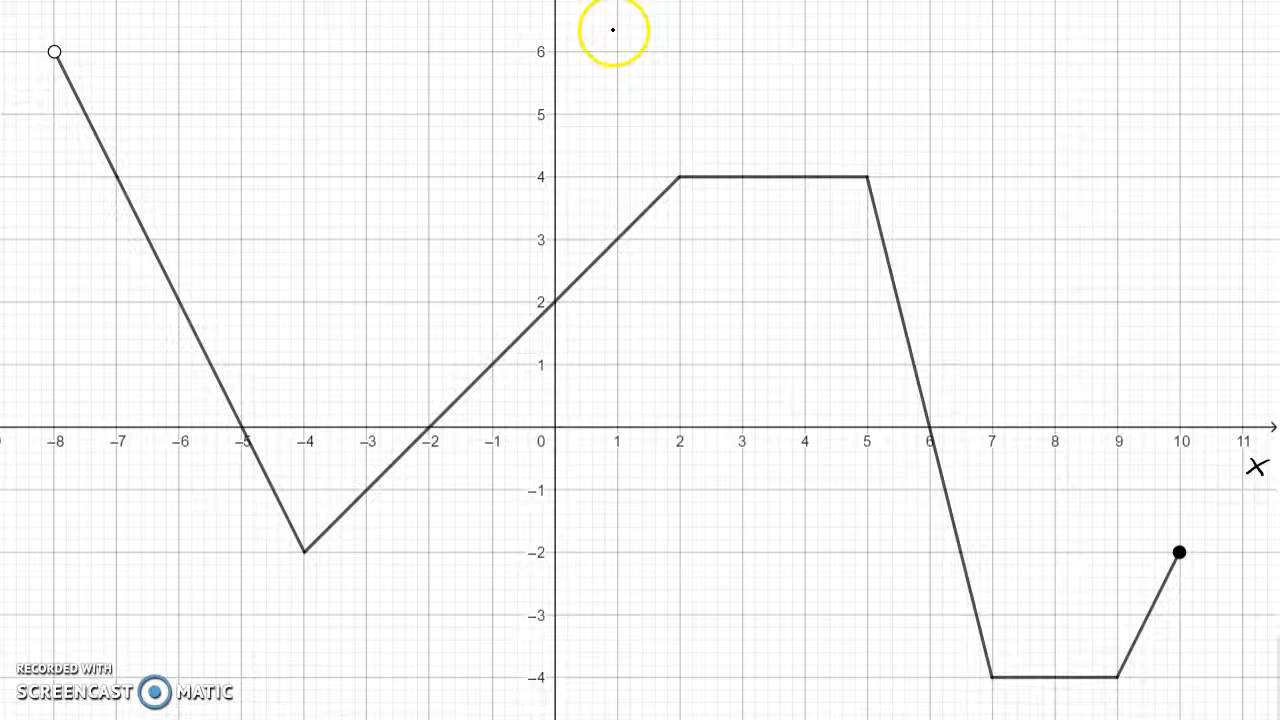 6
5
4
3
2
1
–8 –7 –6 –5 –4 –3 –2 –1 0 1 2 3 4 5 6 7 8 9 10 11
x
–1
–2
–3
–4
RECORDED WITH
SCREENCAST MATIC